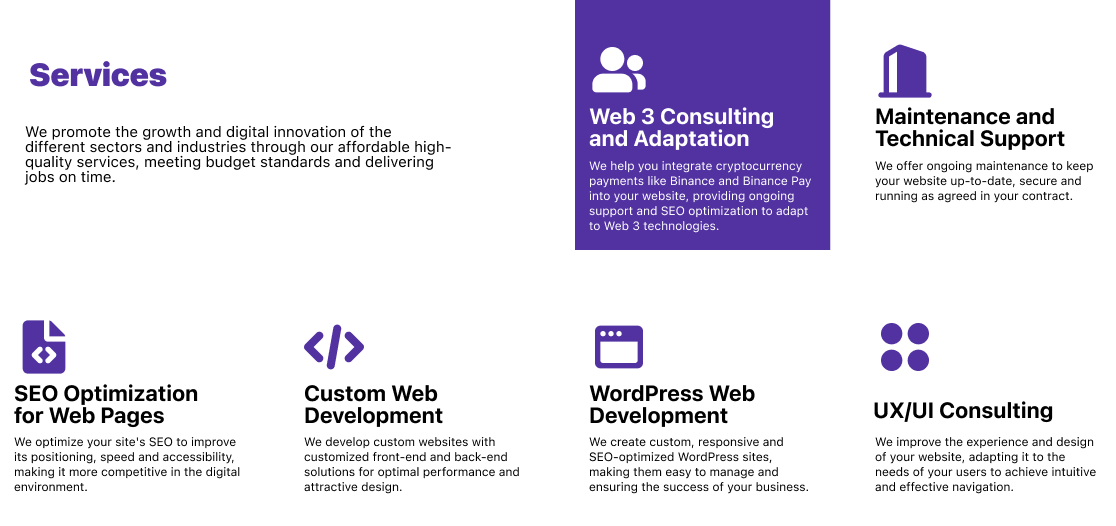 Services
We promote the growth and digital innovation of the
different sectors and industries through our affordable high-
quality services, meeting budget standards and delivering
jobs on time.
Web 3 Consulting
and Adaptation
We help you integrate cryptocurrency
payments like Binance and Binance Pay
into your website, providing ongoing
support and SEO optimization to adapt
to Web 3 technologies.
Maintenance and
Technical Support
We offer ongoing maintenance to keep
your website up-to-date, secure and
running as agreed in your contract.
SEO Optimization
for Web Pages
We optimize your site's SEO to improve
its positioning, speed and accessibility,
making it more competitive in the digital
environment.
Custom Web
Development
We develop custom websites with
customized front-end and back-end
solutions for optimal performance and
attractive design.
WordPress Web
Development
We create custom, responsive and
SEO-optimized WordPress sites,
making them easy to manage and
ensuring the success of your business.
UX/UI Consulting
We improve the experience and design
of your website, adapting it to the
needs of your users to achieve intuitive
and effective navigation.